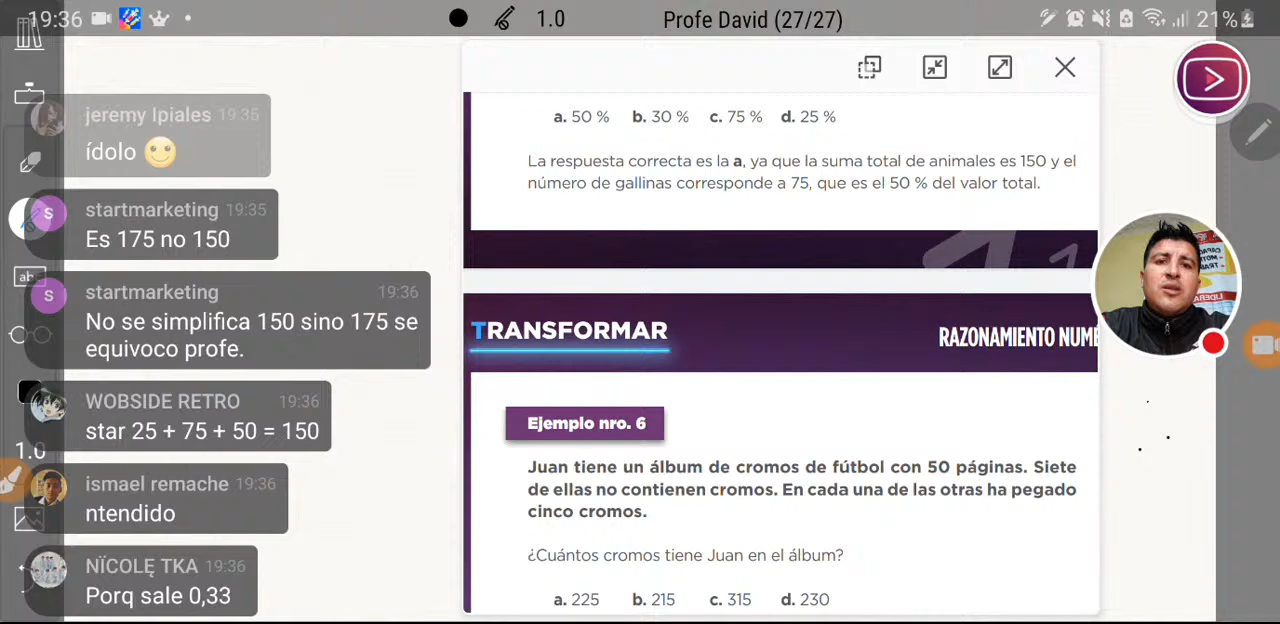 19:36
1.0
Profe David (27/27)
21%
jeremy Ipiales 19:35
ídolo
startmarketing 19:35
Es 175 no 150
startmarketing 19:36
No se simplifica 150 sino 175 se
equivoco profe.
WOBSIDE RETRO 19:36
star 25 + 75 + 50 = 150
ismael remache 19:36
ntendido
NÏCOLĘ TKA 19:36
Porq sale 0,33
S
S
ab
1.0
a. 50 % b. 30 % c. 75 % d. 25 %
La respuesta correcta es la a, ya que la suma total de animales es 150 y el
número de gallinas corresponde a 75, que es el 50 % del valor total.
TRANSFORMAR
RAZONAMIENTO NUME
Ejemplo nro. 6
Juan tiene un álbum de cromos de fútbol con 50 páginas. Siete
de ellas no contienen cromos. En cada una de las otras ha pegado
cinco cromos.
¿Cuántos cromos tiene Juan en el álbum?
a. 225 b. 215 c. 315 d. 230